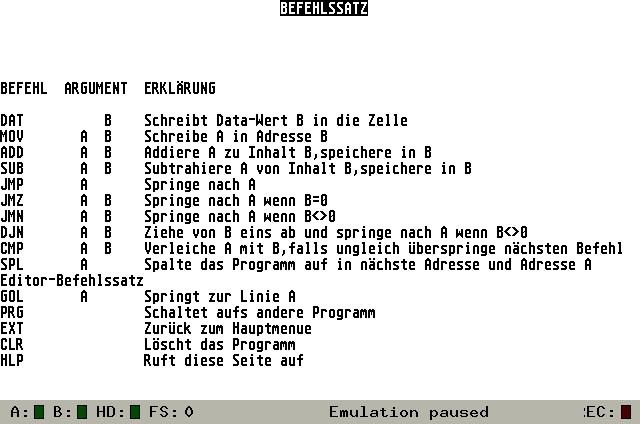 BEFEHLSSATZ
BEFEHL ARGUMENT ERKLÄRUNG
DAT B Schreibt Data-Wert B in die Zelle
MOV A B Schreibe A in Adresse B
ADD A B Addiere A zu Inhalt B,speichere in B
SUB A B Subtrahiere A von Inhalt B,speichere in B
JMP A Springe nach A
JMZ A B Springe nach A wenn B=0
JMN A B Springe nach A wenn B<>0
DJN A B Ziehe von B eins ab und springe nach A wenn B<>0
CMP A B Verleiche A mit B,falls ungleich überspringe nächsten Befehl
SPL A Spalte das Programm auf in nächste Adresse und Adresse A
Editor-Befehlssatz
GOL A Springt zur Linie A
PRG Schaltet aufs andere Programm
EXT Zurück zum Hauptmenue
CLR Löscht das Programm
HLP Ruft diese Seite auf
A: B: HD: FS: 0 Emulation paused EC: